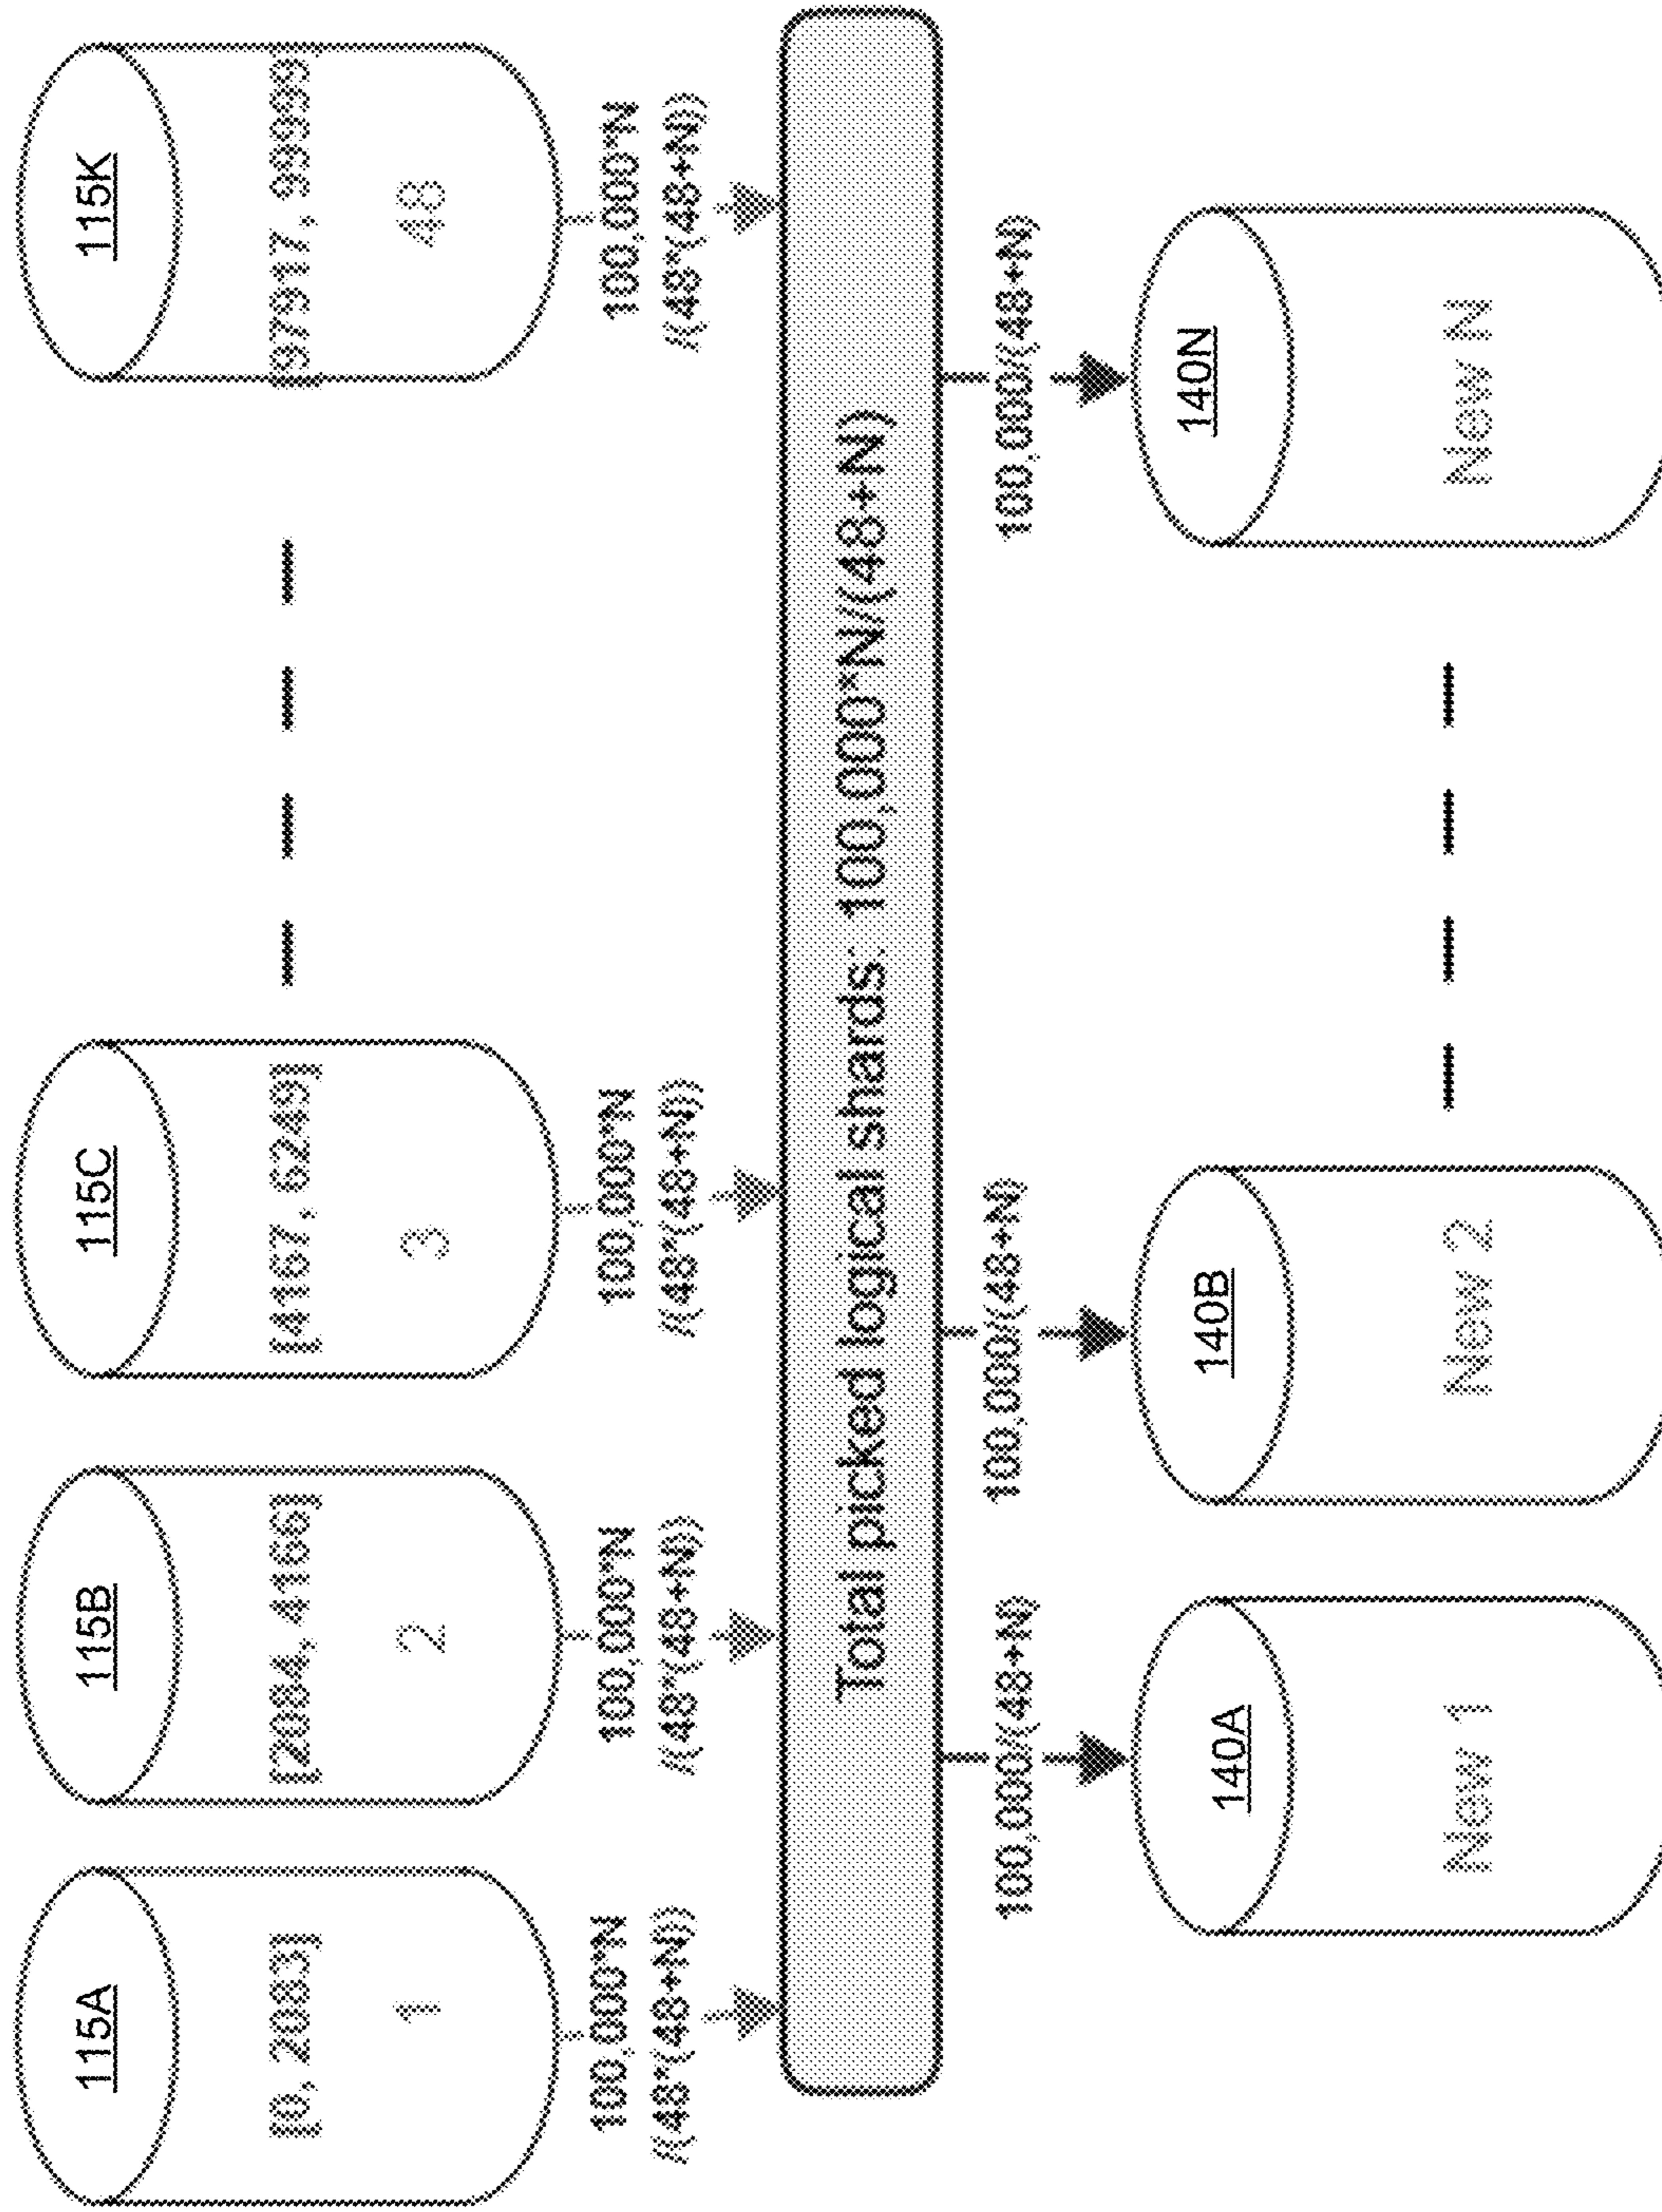 115A
[0, 2083]
1
115B
[2084, 4166]
2
115C
[4167, 6249]
3
115K
[97917, 99999]
48
100,000*N
/(48*(48+N))
100,000*N
/(48*(48+N))
100,000*N
/(48*(48+N))
100,000*N
/(48*(48+N))
Total picked logical shards: 100,000*N/(48+N)
100,000/(48+N)
100,000/(48+N)
100,000/(48+N)
140A
New 1
140B
New 2
140N
New N